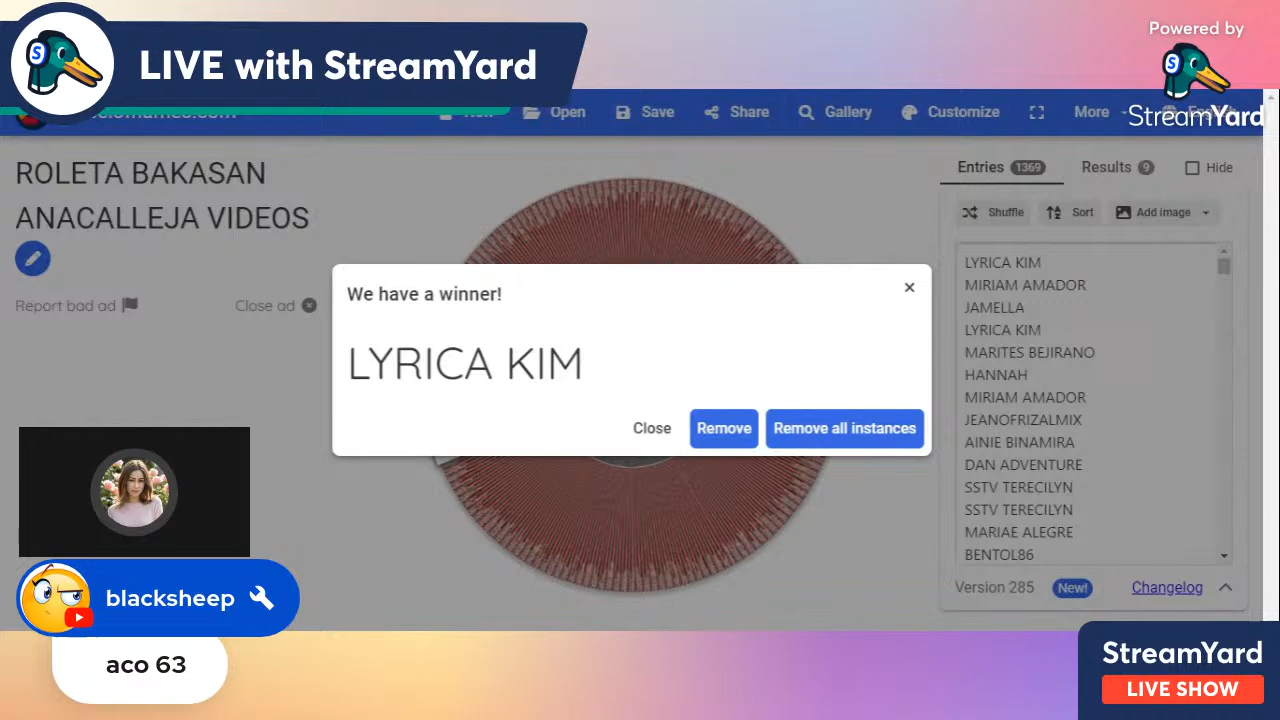 LIVE with StreamYard
Powered by
StreamYard
Open
Save
Share
Gallery
Customize
More
ROLETA BAKASAN
ANACALLEJA VIDEOS
Report bad ad
Close ad
Entries 1369
Results 9
Hide
Shuffle
Sort
Add image
LYRICA KIM
MIRIAM AMADOR
JAMELLA
LYRICA KIM
MARITES BEJIRANO
HANNAH
MIRIAM AMADOR
JEANOFRIZALMIX
AINIE BINAMIRA
DAN ADVENTURE
SSTV TERECILYN
SSTV TERECILYN
MARIAE ALEGRE
BENTOL86
Version 285
New!
Changelog
We have a winner!
LYRICA KIM
Close
Remove
Remove all instances
S
blacksheep
aco 63
StreamYard
LIVE SHOW